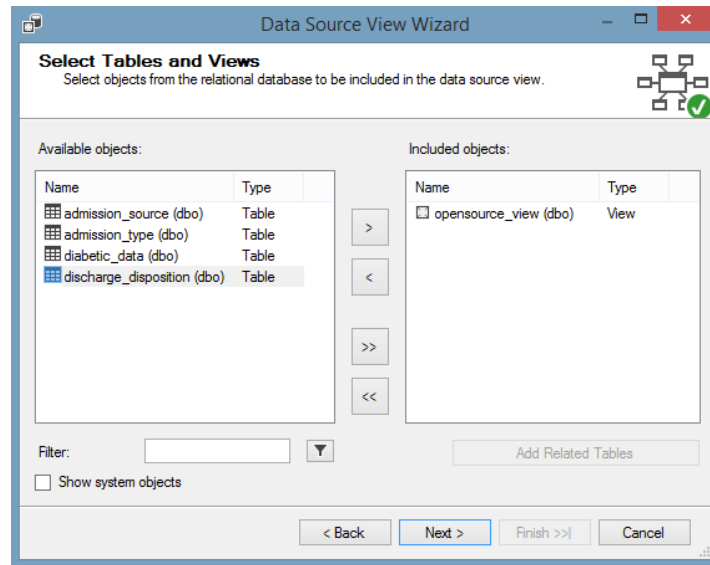 Data Source View Wizard
Select Tables and Views
Select objects from the relational database to be included in the data source view.
Available objects:
Name Type
admission_source (dbo) Table
admission_type (dbo) Table
diabetic_data (dbo) Table
discharge_disposition (dbo) Table
>
<
>>
<<
Included objects:
Name Type
opensource_view (dbo) View
Filter:
Add Related Tables
Show system objects
< Back Next > Finish >>| Cancel